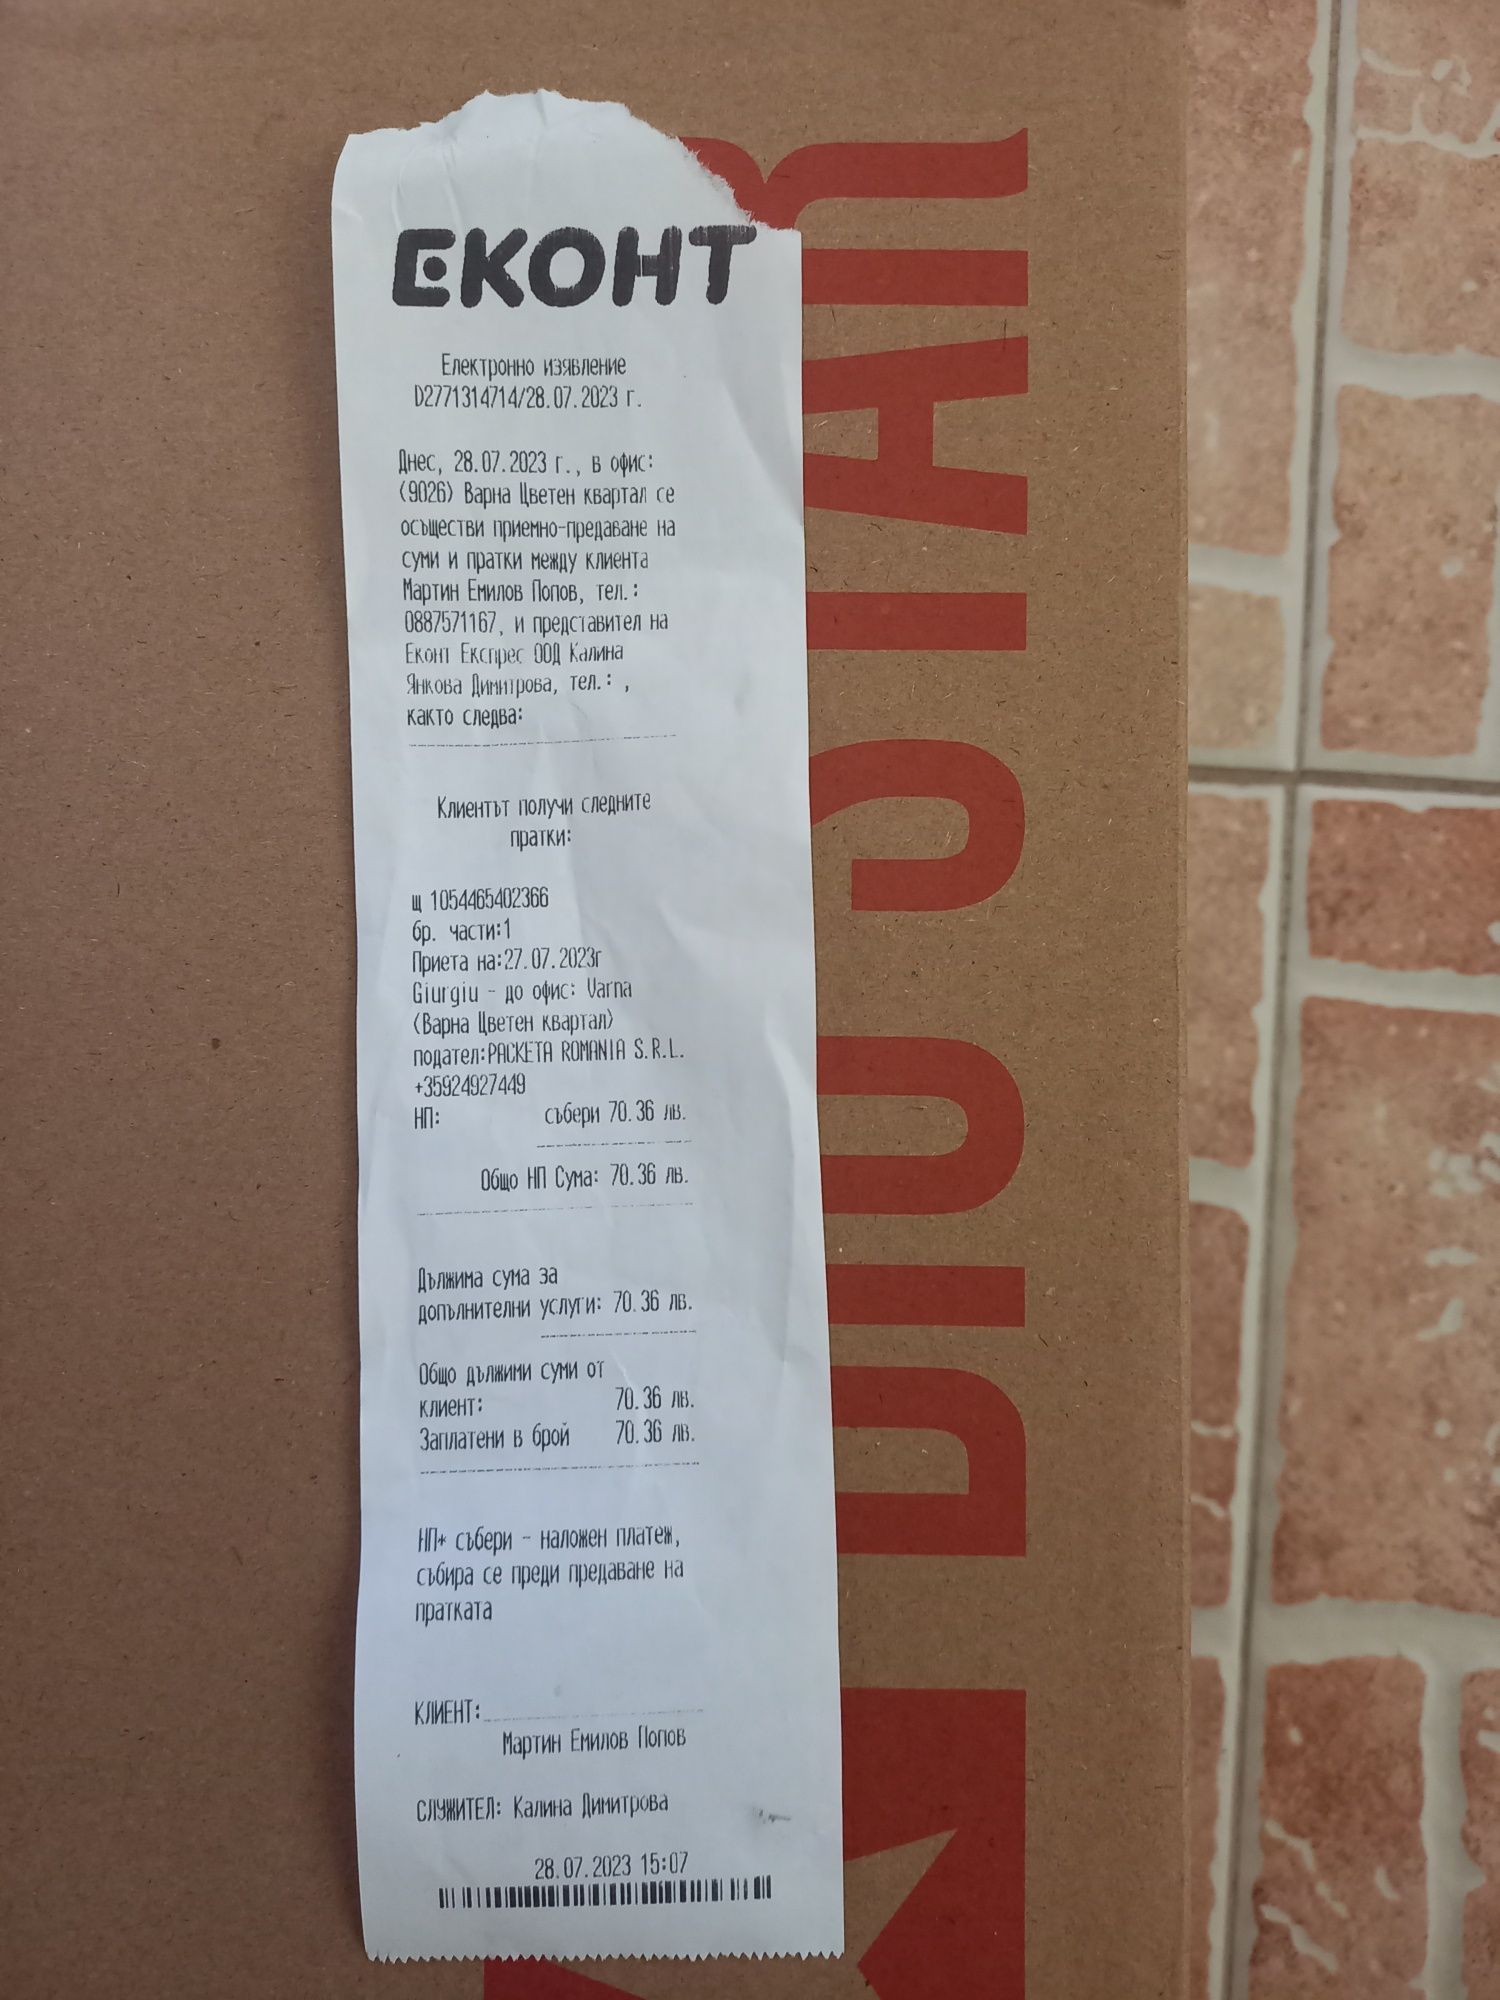 ЕКОНТ
Електронно изявление
D2771314714/28.07.2023 г.
Днес, 28.07.2023 г., в офис:
(9026) Варна Цветен квартал се
осъществи приемно-предаване на
суми и пратки между клиента
Мартин Емилов Попов, тел.:
0887571167, и представител на
Еконт Експрес ООД Калина
Янкова Димитрова, тел.: ,
както следва:
Клиентът получи следните
пратки:
щ 1054465402366
бр. части:1
Приета на:27.07.2023г
Giurgiu - до офис: Varna
(Варна Цветен квартал)
подател:PACKETA ROMANIA S.R.L.
+35924927449
НП: събери 70.36 лв.
Общо НП Сума: 70.36 лв.
Дължима сума за
допълнителни услуги: 70.36 лв.
Общо дължими суми от
клиент: 70.36 лв.
Заплатени в брой 70.36 лв.
НП* събери - наложен платеж,
събира се преди предаване на
пратката
КЛИЕНТ:
Мартин Емилов Попов
СЛУЖИТЕЛ: Калина Димитрова
28.07.2023 15:07